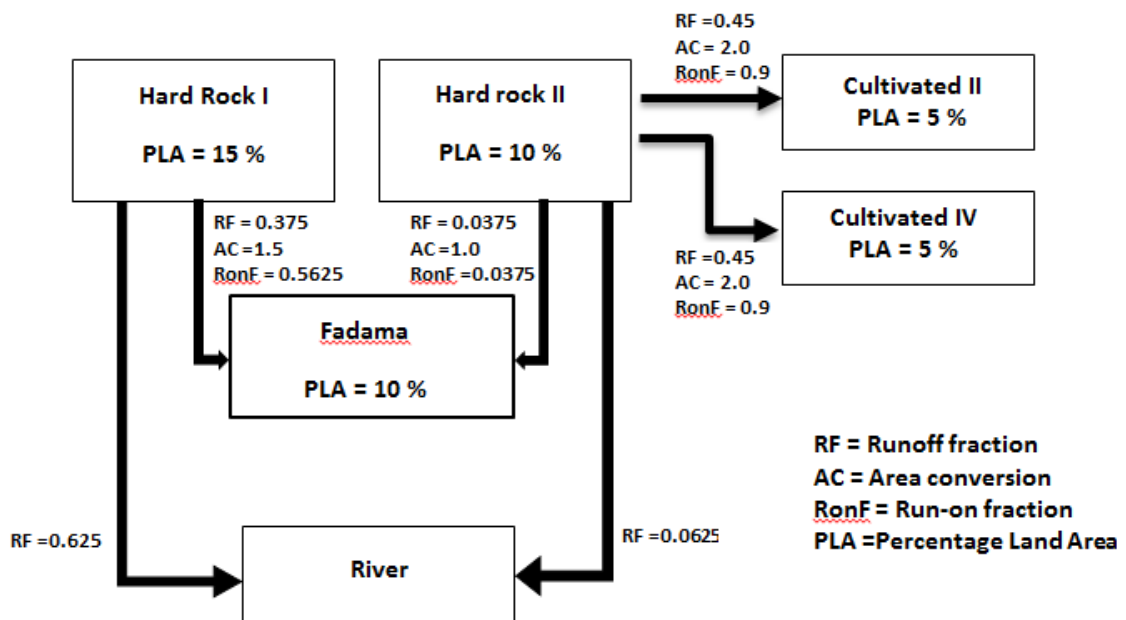 RF =0.45
AC = 2.0
RonF = 0.9
Hard Rock I
PLA = 15 %
Hard rock II
PLA = 10 %
Cultivated II
PLA = 5 %
RF = 0.375
AC =1.5
RonF = 0.5625
RF = 0.0375
AC =1.0
RonF =0.0375
Cultivated IV
PLA = 5 %
RF =0.45
AC = 2.0
RonF = 0.9
Fadama
PLA = 10 %
RF = Runoff fraction
AC = Area conversion
RonF = Run-on fraction
PLA =Percentage Land Area
RF =0.625
RF =0.0625
River